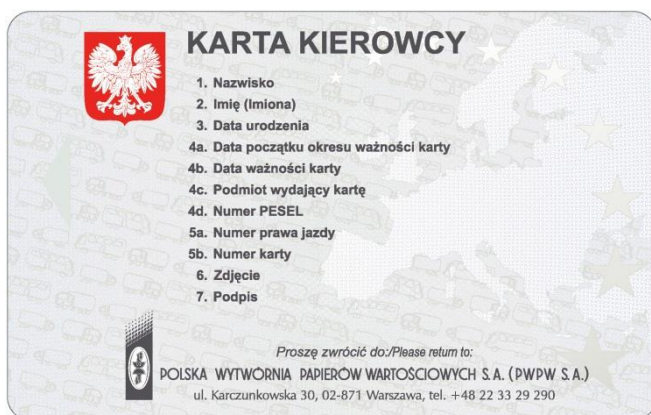 KARTA KIEROWCY
1. Nazwisko
2. Imię (Imiona)
3. Data urodzenia
4a. Data początku okresu ważności karty
4b. Data ważności karty
4c. Podmiot wydający kartę
4d. Numer PESEL
5a. Numer prawa jazdy
5b. Numer karty
6. Zdjęcie
7. Podpis
Proszę zwrócić do:/Please return to:
POLSKA WYTWÓRNIA PAPIERÓW WARTOŚCIOWYCH S.A. (PWPW S.A.)
ul. Karczunkowska 30, 02-871 Warszawa, tel. +48 22 33 29 290